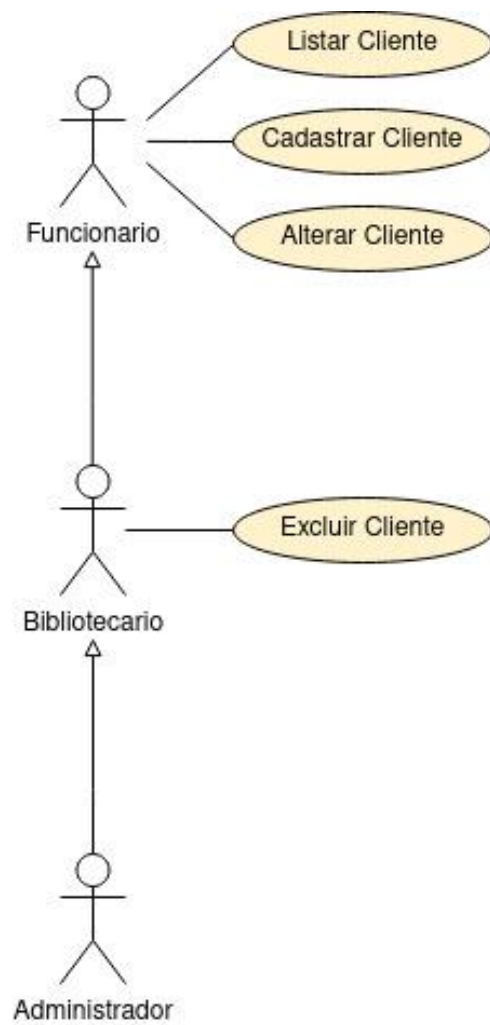 Listar Cliente
Cadastrar Cliente
Alterar Cliente
Funcionario
Excluir Cliente
Bibliotecario
Administrador